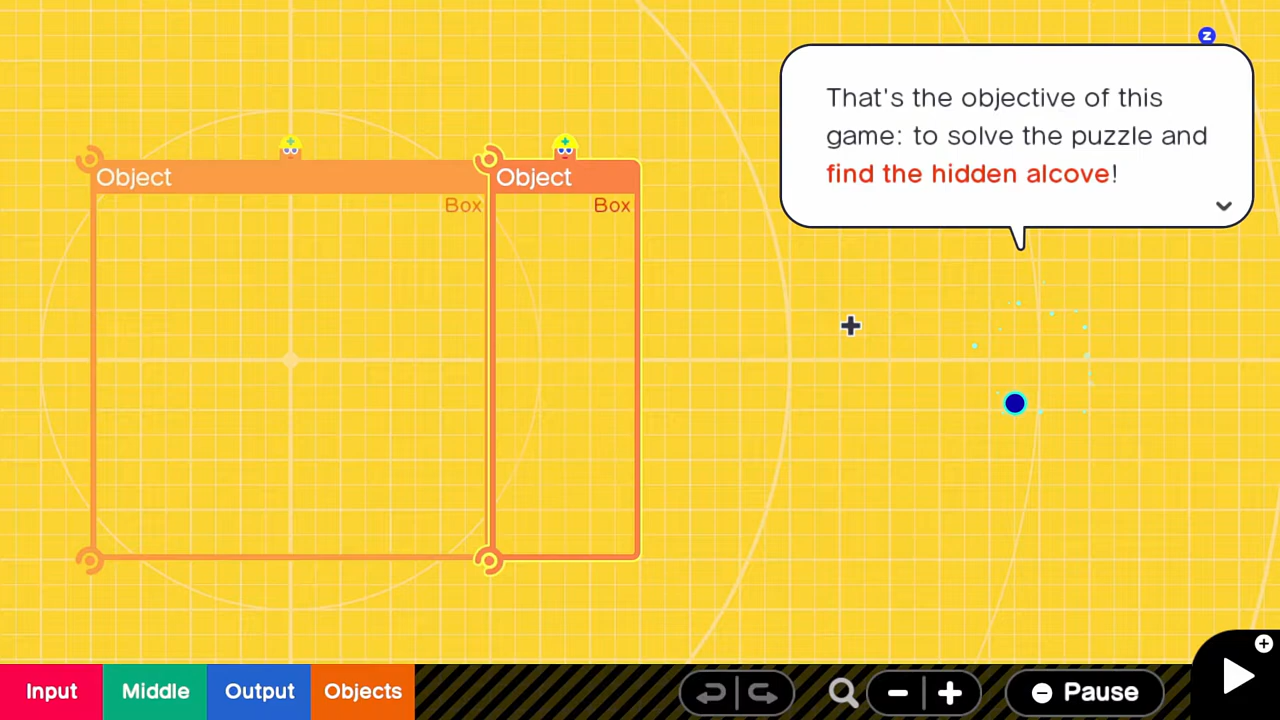 z
That's the objective of this
game: to solve the puzzle and
find the hidden alcove!
Object
Box
Object
Box
Input
Middle
Output
Objects
Pause